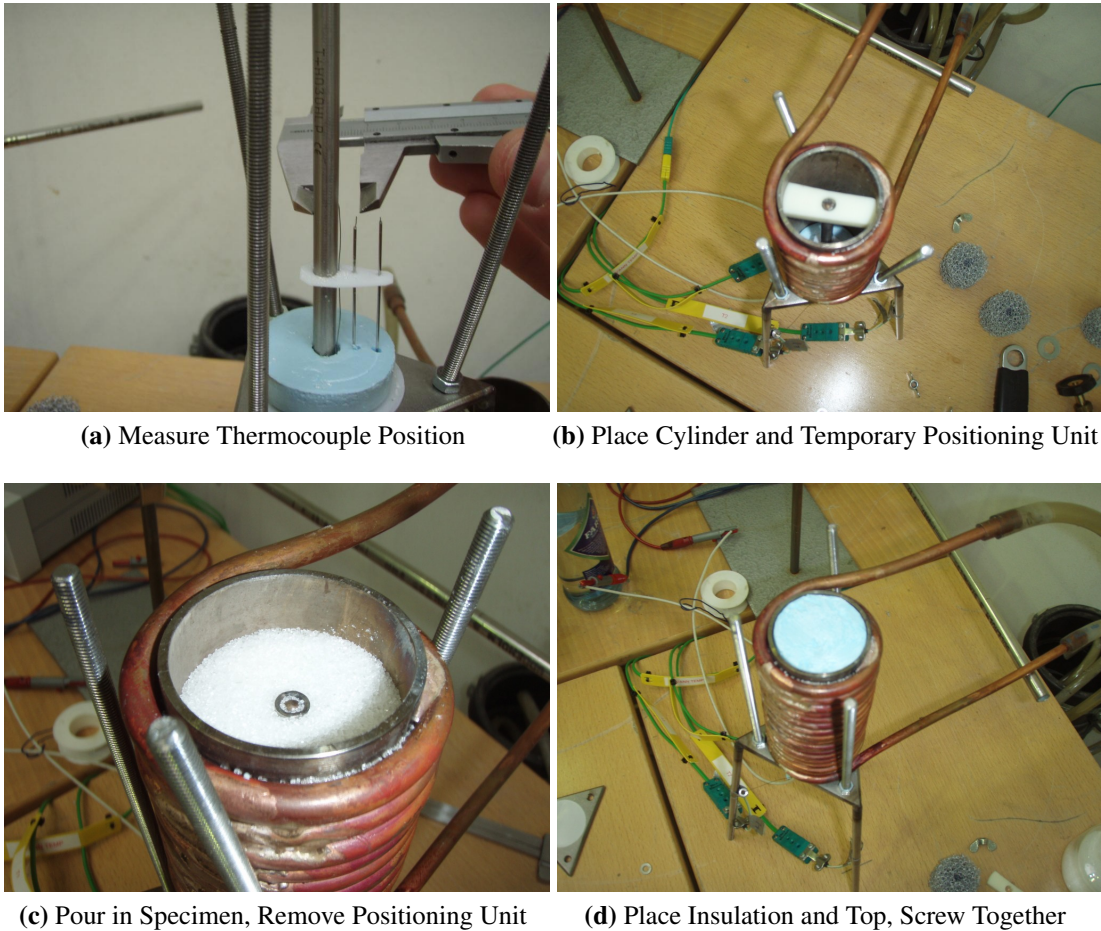 (a) Measure Thermocouple Position
(b) Place Cylinder and Temporary Positioning Unit
(c) Pour in Specimen, Remove Positioning Unit
(d) Place Insulation and Top, Screw Together